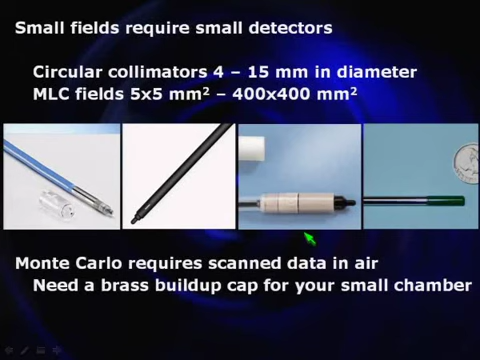 Small fields require small detectors
Circular collimators 4 – 15 mm in diameter
MLC fields 5x5 mm² – 400x400 mm²
Monte Carlo requires scanned data in air
Need a brass buildup cap for your small chamber